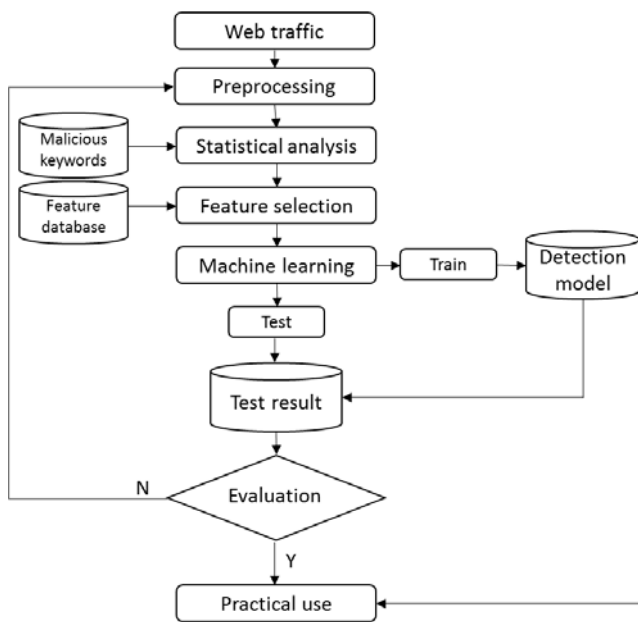 Web traffic
Preprocessing
Malicious
keywords
Statistical analysis
Feature
database
Feature selection
Machine learning
Train
Detection
model
Test
Test result
N
Evaluation
Y
Practical use